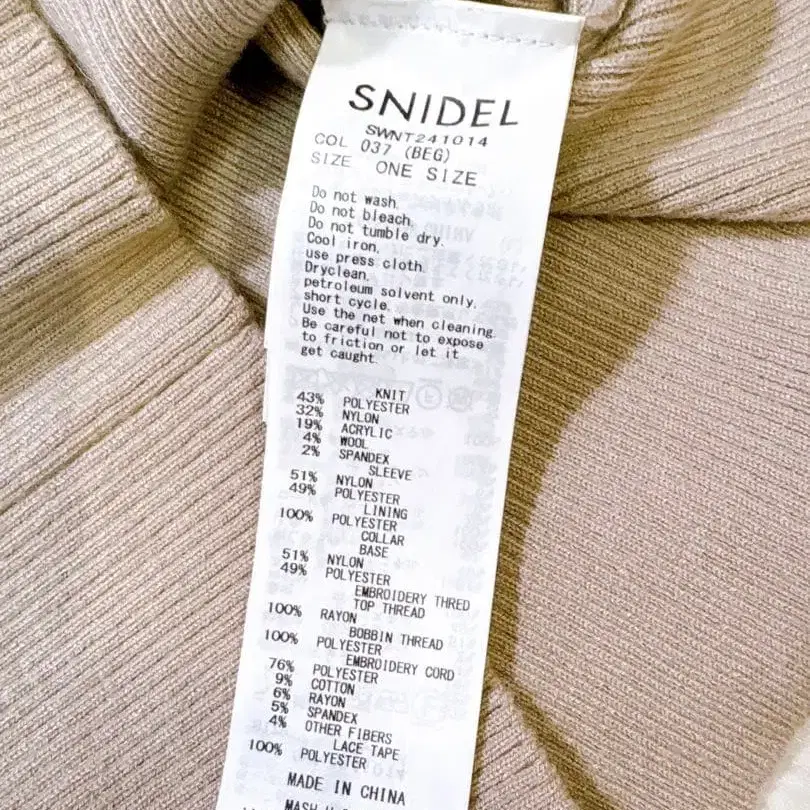 SNIDEL
SWNT241014
COL 037 (BEG)
SIZE ONE SIZE
Do not wash.
Do not bleach.
Do not tumble dry.
Cool iron.
use press cloth.
Dryclean.
petroleum solvent only.
short cycle.
Use the net when cleaning.
Be careful not to expose
to friction or let it
get caught.
KNIT
43% POLYESTER
32% NYLON
19% ACRYLIC
4% WOOL
2% SPANDEX
SLEEVE
51% NYLON
49% POLYESTER
LINING
100% POLYESTER
COLLAR
BASE
51% NYLON
49% POLYESTER
EMBROIDERY THRED
TOP THREAD
100% RAYON
BOBBIN THREAD
100% POLYESTER
EMBROIDERY CORD
76% POLYESTER
9% COTTON
6% RAYON
5% SPANDEX
4% OTHER FIBERS
LACE TAPE
100% POLYESTER
MADE IN CHINA
MASH